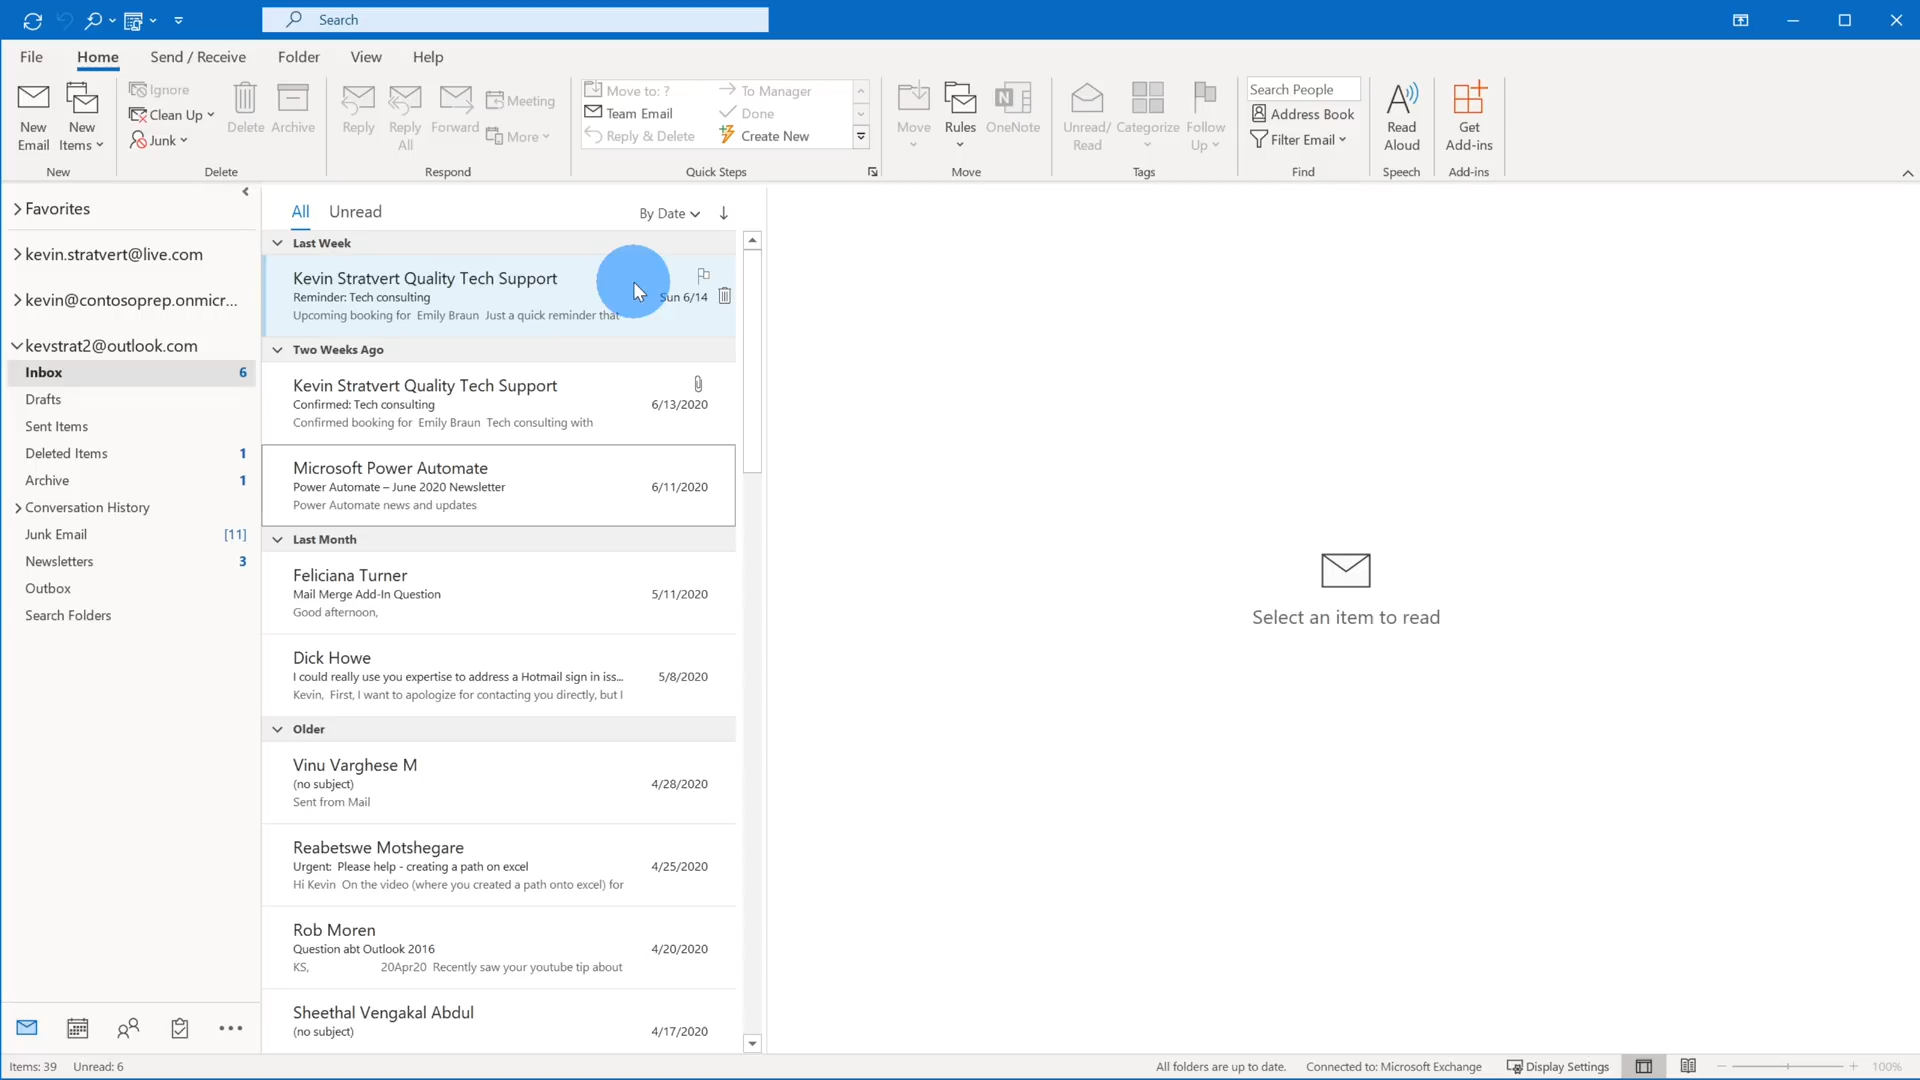 Search
File Home Send / Receive Folder View Help
New Email
New Items
Ignore
Clean Up
Junk
Delete
Archive
Reply
Reply All
Forward
Meeting
More
Move to: ?
Team Email
Reply & Delete
To Manager
Done
Create New
Move
Rules
OneNote
Unread/ Read
Categorize
Follow Up
Search People
Address Book
Filter Email
Read Aloud
Get Add-ins
New Delete Respond Quick Steps Move Tags Find Speech Add-ins
Favorites
kevin.stratvert@live.com
kevin@contosoprep.onmicr...
kevstrat2@outlook.com
Inbox 6
Drafts
Sent Items
Deleted Items 1
Archive 1
Conversation History
Junk Email [11]
Newsletters 3
Outbox
Search Folders
All Unread By Date
Last Week
Kevin Stratvert Quality Tech Support
Reminder: Tech consulting Sun 6/14
Upcoming booking for Emily Braun Just a quick reminder that
Two Weeks Ago
Kevin Stratvert Quality Tech Support
Confirmed: Tech consulting 6/13/2020
Confirmed booking for Emily Braun Tech consulting with
Microsoft Power Automate
Power Automate – June 2020 Newsletter 6/11/2020
Power Automate news and updates
Last Month
Feliciana Turner
Mail Merge Add-In Question 5/11/2020
Good afternoon,
Dick Howe
I could really use you expertise to address a Hotmail sign in iss... 5/8/2020
Kevin, First, I want to apologize for contacting you directly, but I
Older
Vinu Varghese M
(no subject) 4/28/2020
Sent from Mail
Reabetswe Motshegare
Urgent: Please help - creating a path on excel 4/25/2020
Hi Kevin On the video (where you created a path onto excel) for
Rob Moren
Question abt Outlook 2016 4/20/2020
KS, 20Apr20 Recently saw your youtube tip about
Sheethal Vengakal Abdul
(no subject) 4/17/2020
Select an item to read
Items: 39 Unread: 6 All folders are up to date. Connected to: Microsoft Exchange Display Settings 100%